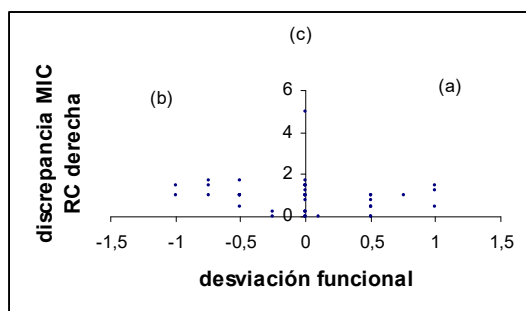 (c)
(b)
(a)
discrepancia MIC
RC derecha
6
4
2
0
-1,5
-1
-0,5
0
0,5
1
1,5
desviación funcional